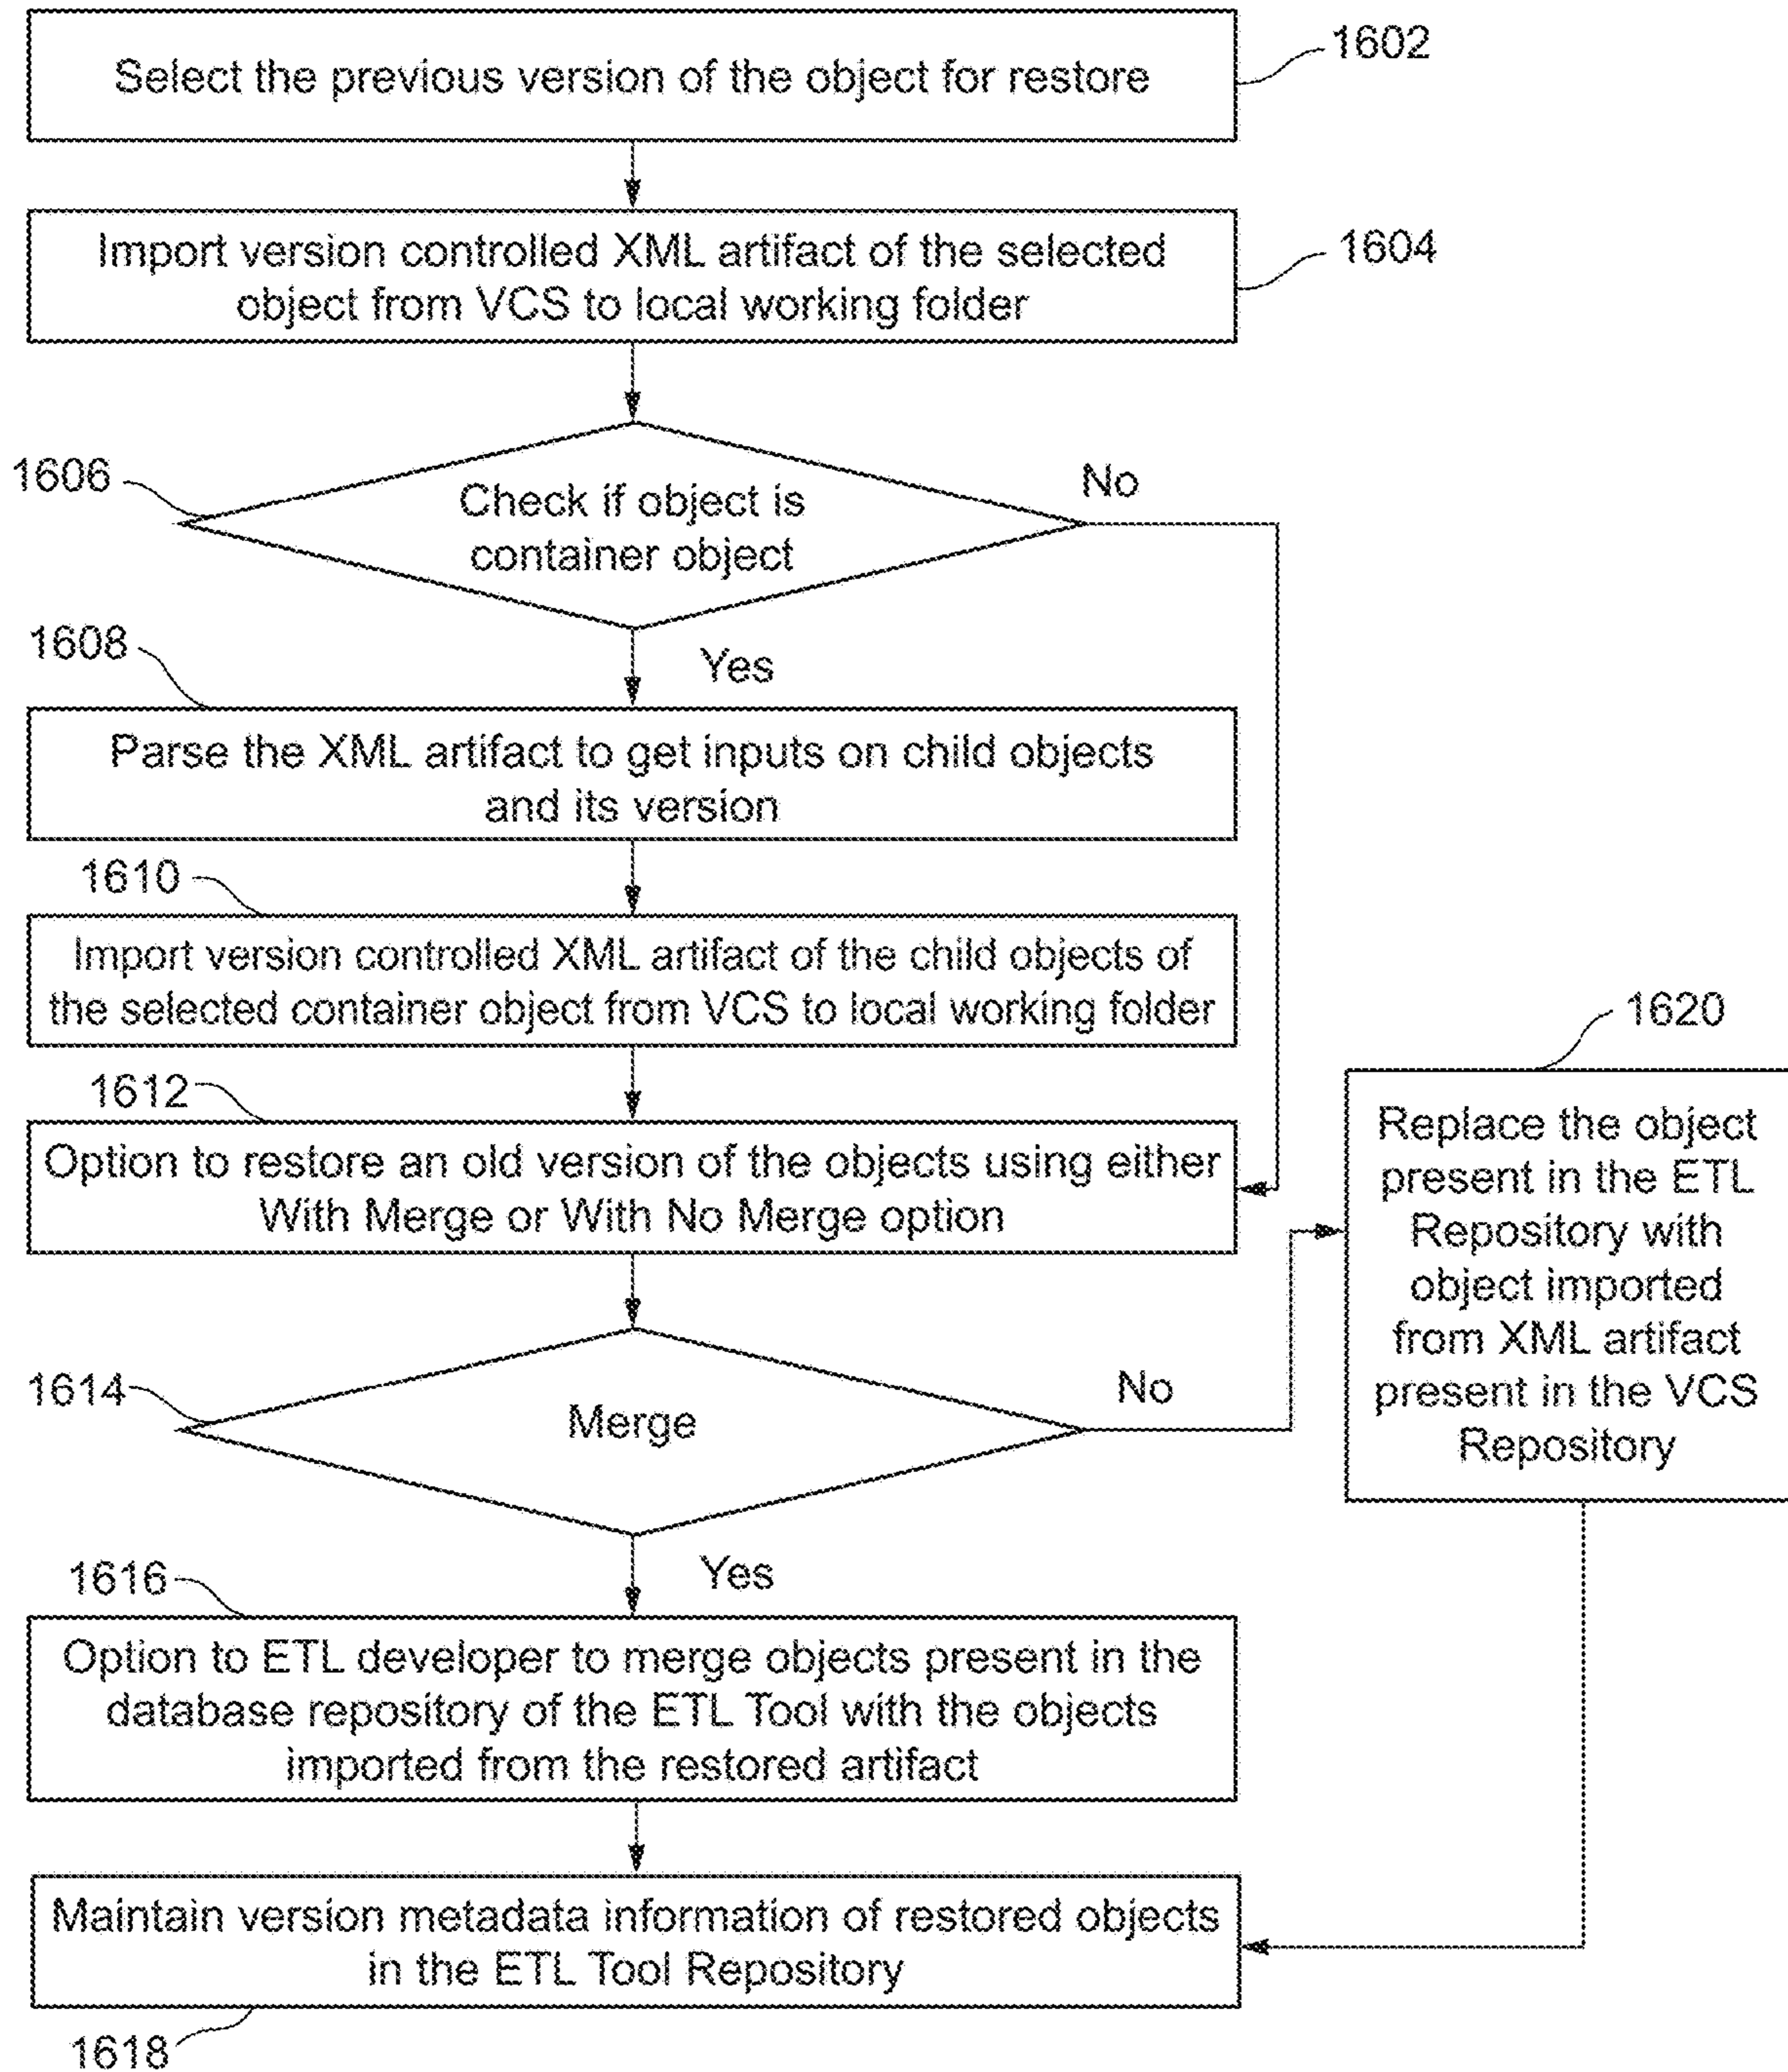 Select the previous version of the object for restore
1602
Import version controlled XML artifact of the selected
object from VCS to local working folder
1604
1606
Check if object is
container object
No
Yes
1608
Parse the XML artifact to get inputs on child objects
and its version
1610
Import version controlled XML artifact of the child objects of
the selected container object from VCS to local working folder
1612
Option to restore an old version of the objects using either
With Merge or With No Merge option
1614
Merge
No
1620
Replace the object
present in the ETL
Repository with
object imported
from XML artifact
present in the VCS
Repository
Yes
1616
Option to ETL developer to merge objects present in the
database repository of the ETL Tool with the objects
imported from the restored artifact
Maintain version metadata information of restored objects
in the ETL Tool Repository
1618